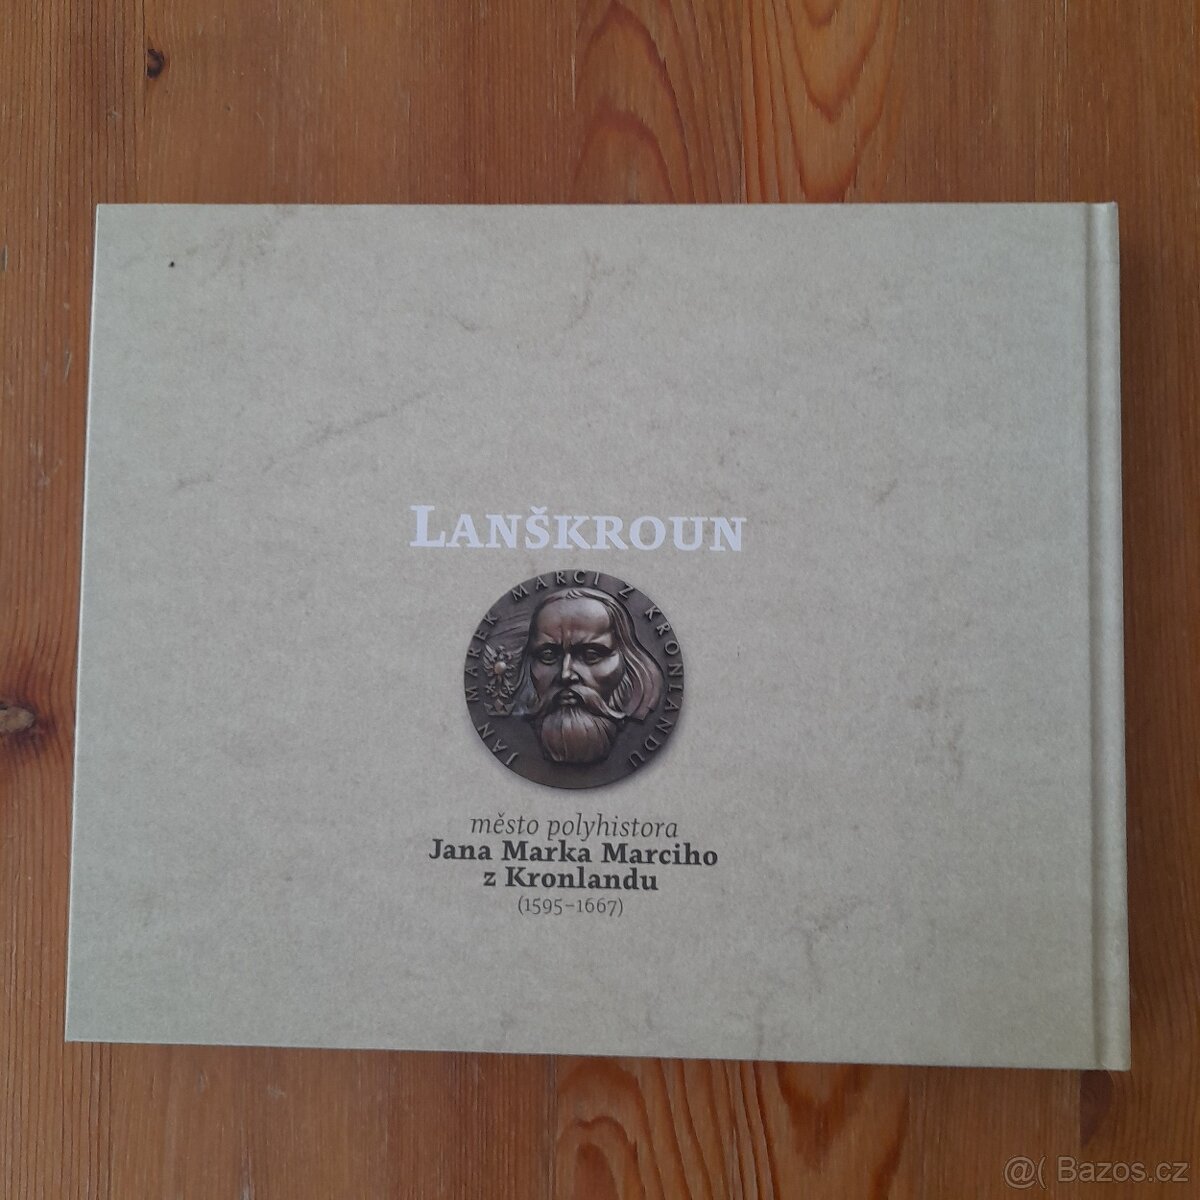 LANŠKROUN
JAN MAREK MARCI Z KRONLANDU
město polyhistora
Jana Marka Marciho
z Kronlandu
(1595–1667)
@( Bazos.cz